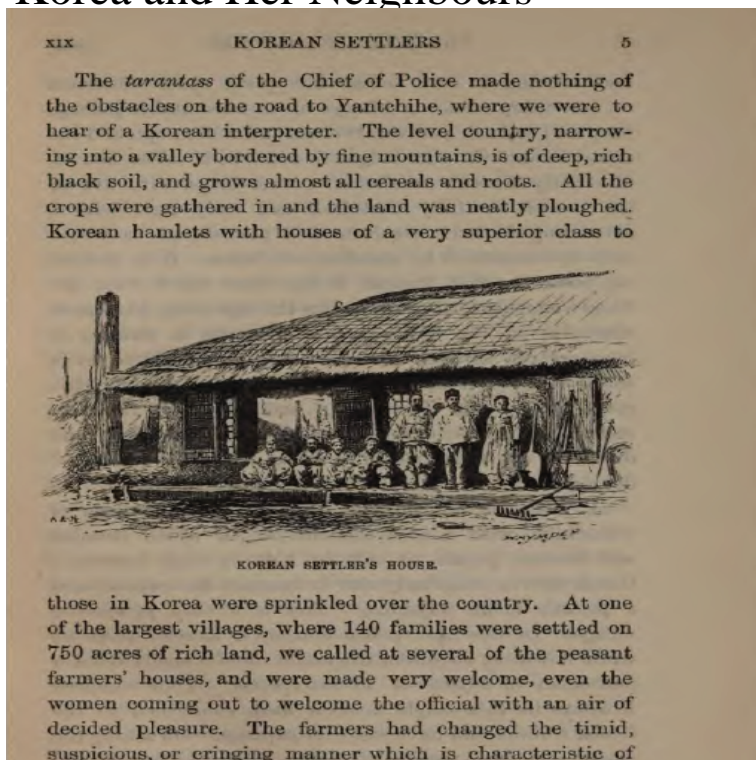 Korea and Her Neighbours
XIX KOREAN SETTLERS 5
The tarantass of the Chief of Police made nothing of
the obstacles on the road to Yantchihe, where we were to
hear of a Korean interpreter. The level country, narrow-
ing into a valley bordered by fine mountains, is of deep, rich
black soil, and grows almost all cereals and roots. All the
crops were gathered in and the land was neatly ploughed.
Korean hamlets with houses of a very superior class to
WHYMPER
KOREAN SETTLER'S HOUSE.
those in Korea were sprinkled over the country. At one
of the largest villages, where 140 families were settled on
750 acres of rich land, we called at several of the peasant
farmers' houses, and were made very welcome, even the
women coming out to welcome the official with an air of
decided pleasure. The farmers had changed the timid,
suspicious, or cringing manner which is characteristic of